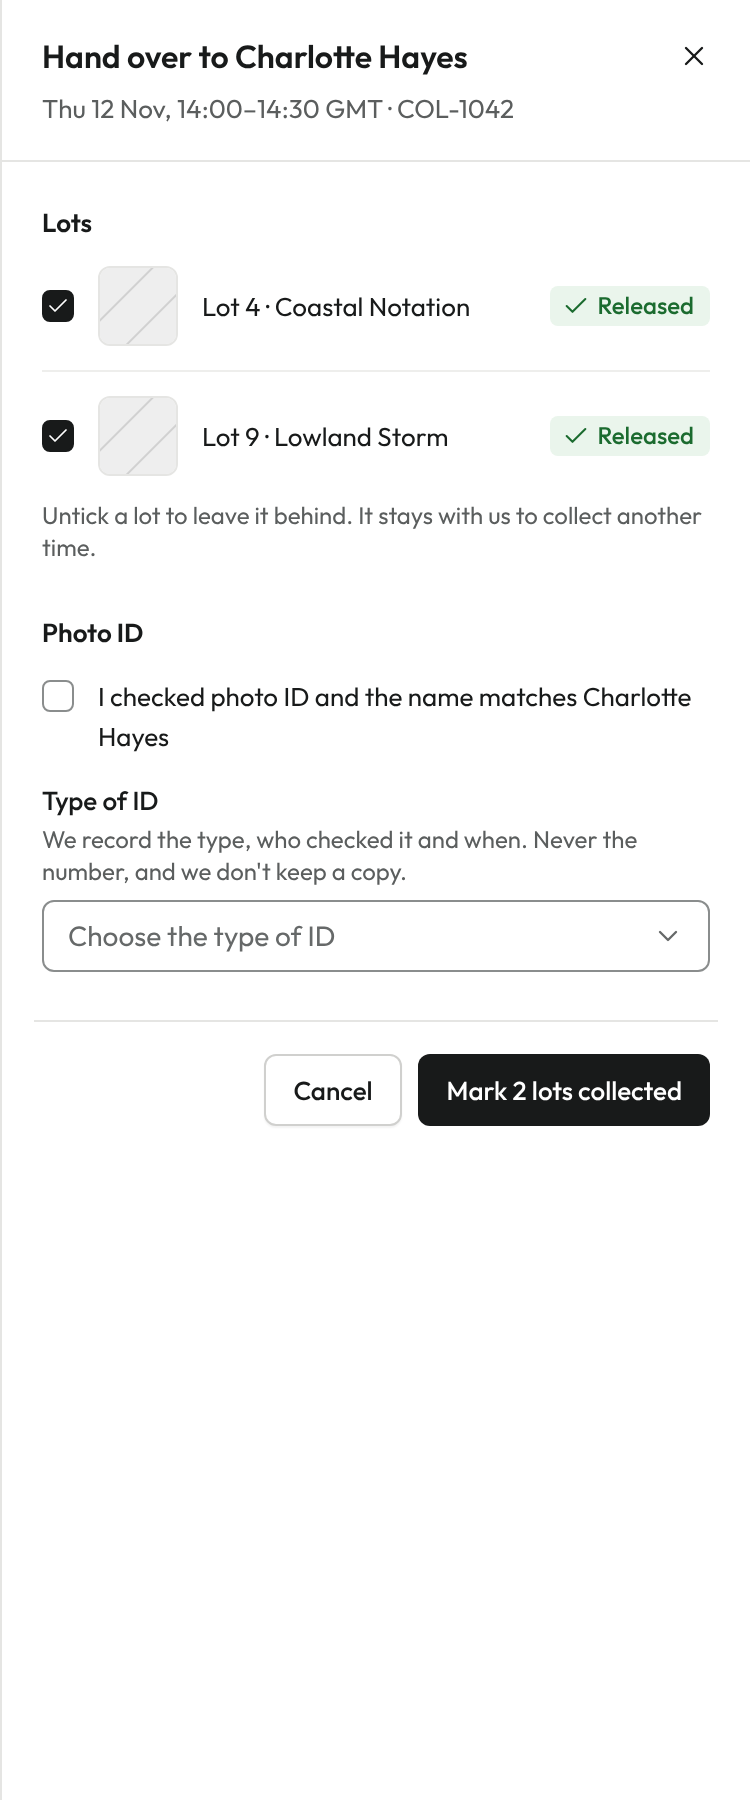 Hand over to Charlotte Hayes
Thu 12 Nov, 14:00–14:30 GMT · COL-1042
Lots
Lot 4 · Coastal Notation
Released
Lot 9 · Lowland Storm
Released
Untick a lot to leave it behind. It stays with us to collect another
time.
Photo ID
I checked photo ID and the name matches Charlotte
Hayes
Type of ID
We record the type, who checked it and when. Never the
number, and we don't keep a copy.
Choose the type of ID
Cancel
Mark 2 lots collected